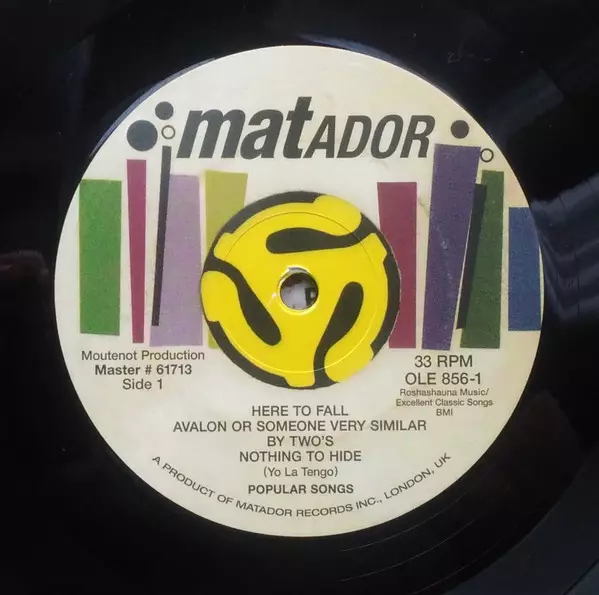 matADOR
Moutenot Production
Master # 61713
Side 1
33 RPM
OLE 856-1
Roshashauna Music/
Excellent Classic Songs
BMI
HERE TO FALL
AVALON OR SOMEONE VERY SIMILAR
BY TWO'S
NOTHING TO HIDE
(Yo La Tengo)
POPULAR SONGS
A PRODUCT OF MATADOR RECORDS INC., LONDON, UK